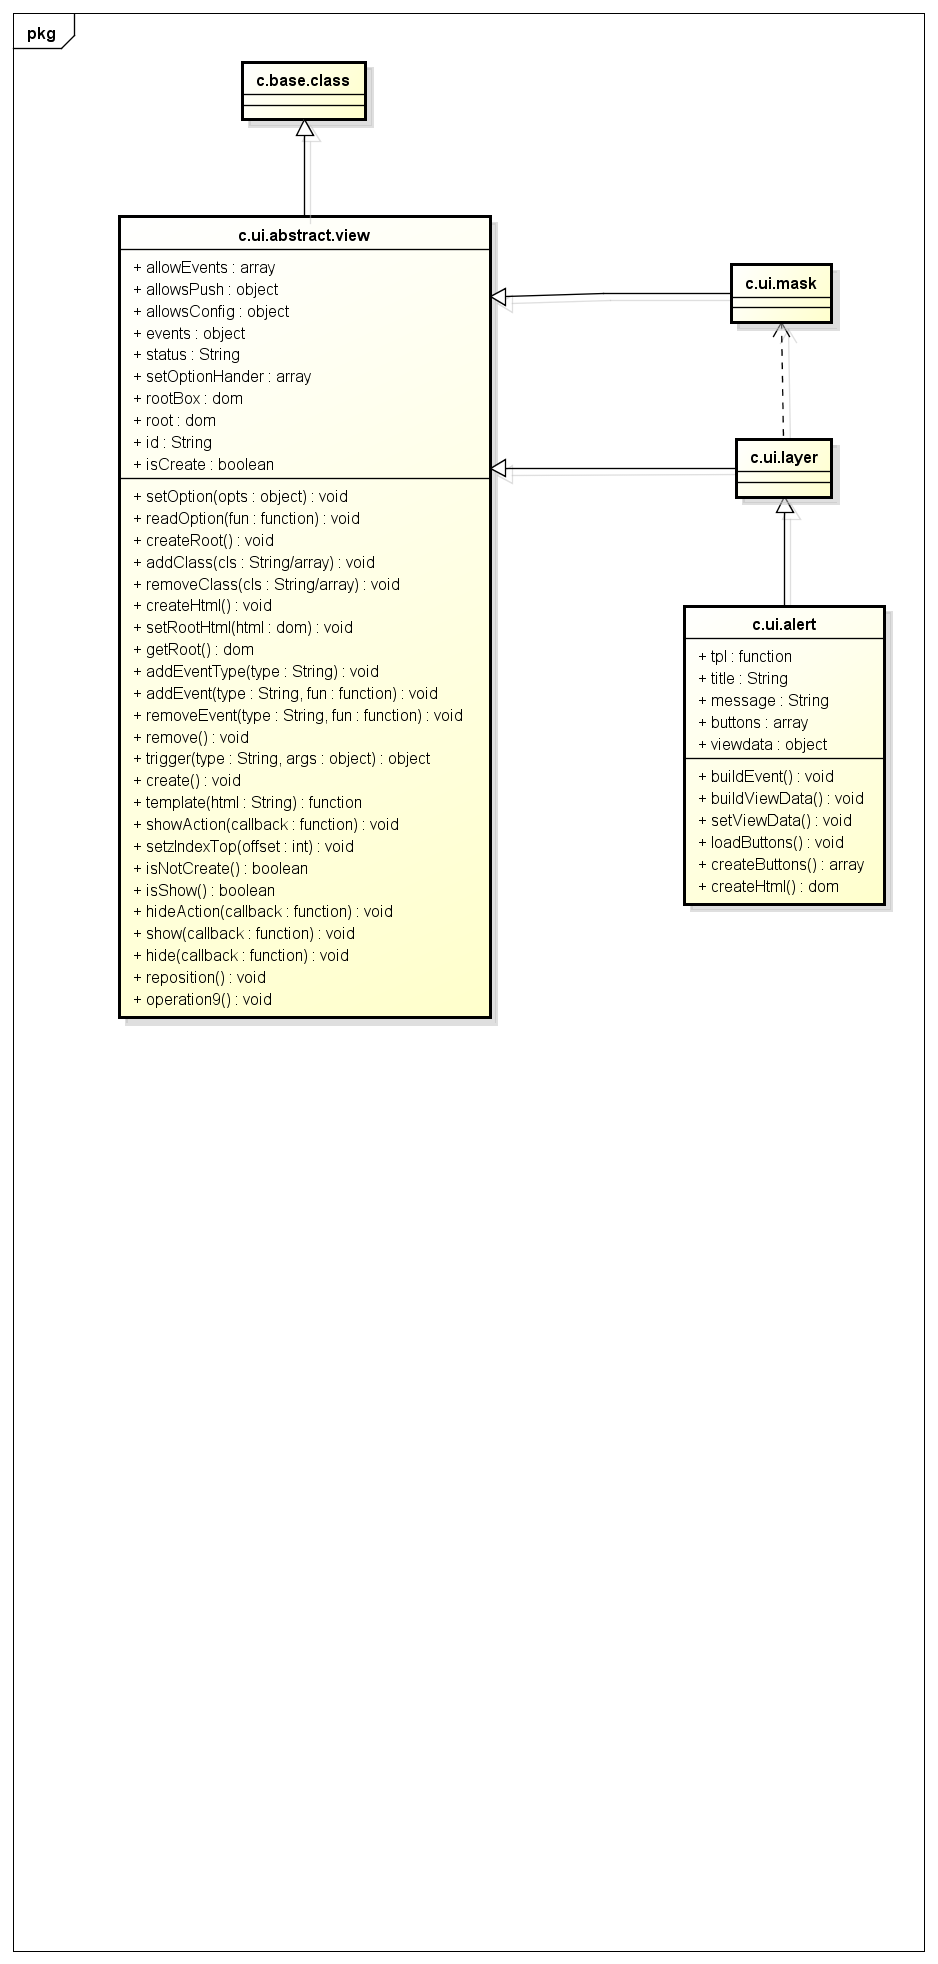 pkg
c.base.class
c.ui.abstract.view
+ allowEvents : array
+ allowsPush : object
+ allowsConfig : object
+ events : object
+ status : String
+ setOptionHander : array
+ rootBox : dom
+ root : dom
+ id : String
+ isCreate : boolean
+ setOption(opts : object) : void
+ readOption(fun : function) : void
+ createRoot() : void
+ addClass(cls : String/array) : void
+ removeClass(cls : String/array) : void
+ createHtml() : void
+ setRootHtml(html : dom) : void
+ getRoot() : dom
+ addEventType(type : String) : void
+ addEvent(type : String, fun : function) : void
+ removeEvent(type : String, fun : function) : void
+ remove() : void
+ trigger(type : String, args : object) : object
+ create() : void
+ template(html : String) : function
+ showAction(callback : function) : void
+ setzIndexTop(offset : int) : void
+ isNotCreate() : boolean
+ isShow() : boolean
+ hideAction(callback : function) : void
+ show(callback : function) : void
+ hide(callback : function) : void
+ reposition() : void
+ operation9() : void
c.ui.mask
c.ui.layer
c.ui.alert
+ tpl : function
+ title : String
+ message : String
+ buttons : array
+ viewdata : object
+ buildEvent() : void
+ buildViewData() : void
+ setViewData() : void
+ loadButtons() : void
+ createButtons() : array
+ createHtml() : dom